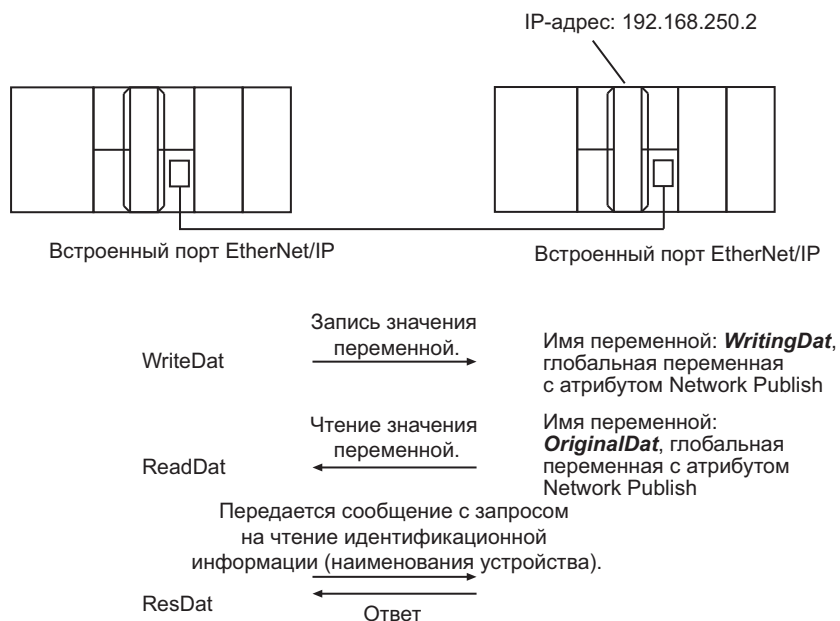 IP-адрес: 192.168.250.2
Встроенный порт EtherNet/IP
Встроенный порт EtherNet/IP
WriteDat
Запись значения
переменной.
Имя переменной: WritingDat,
глобальная переменная
с атрибутом Network Publish
ReadDat
Чтение значения
переменной.
Имя переменной:
OriginalDat, глобальная
переменная с атрибутом
Network Publish
Передается сообщение с запросом
на чтение идентификационной
информации (наименования устройства).
ResDat
Ответ